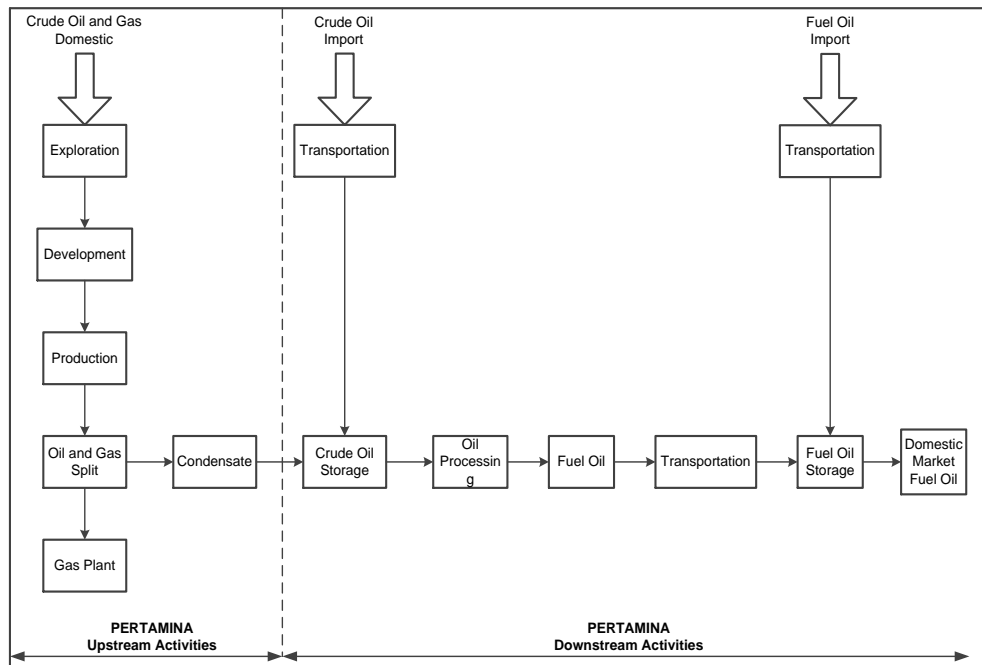 Crude Oil and Gas
Domestic
Crude Oil
Import
Fuel Oil
Import
Exploration
Transportation
Transportation
Development
Production
Oil and Gas
Split
Condensate
Crude Oil
Storage
Oil
Processin
g
Fuel Oil
Transportation
Fuel Oil
Storage
Domestic
Market
Fuel Oil
Gas Plant
PERTAMINA
Upstream Activities
PERTAMINA
Downstream Activities